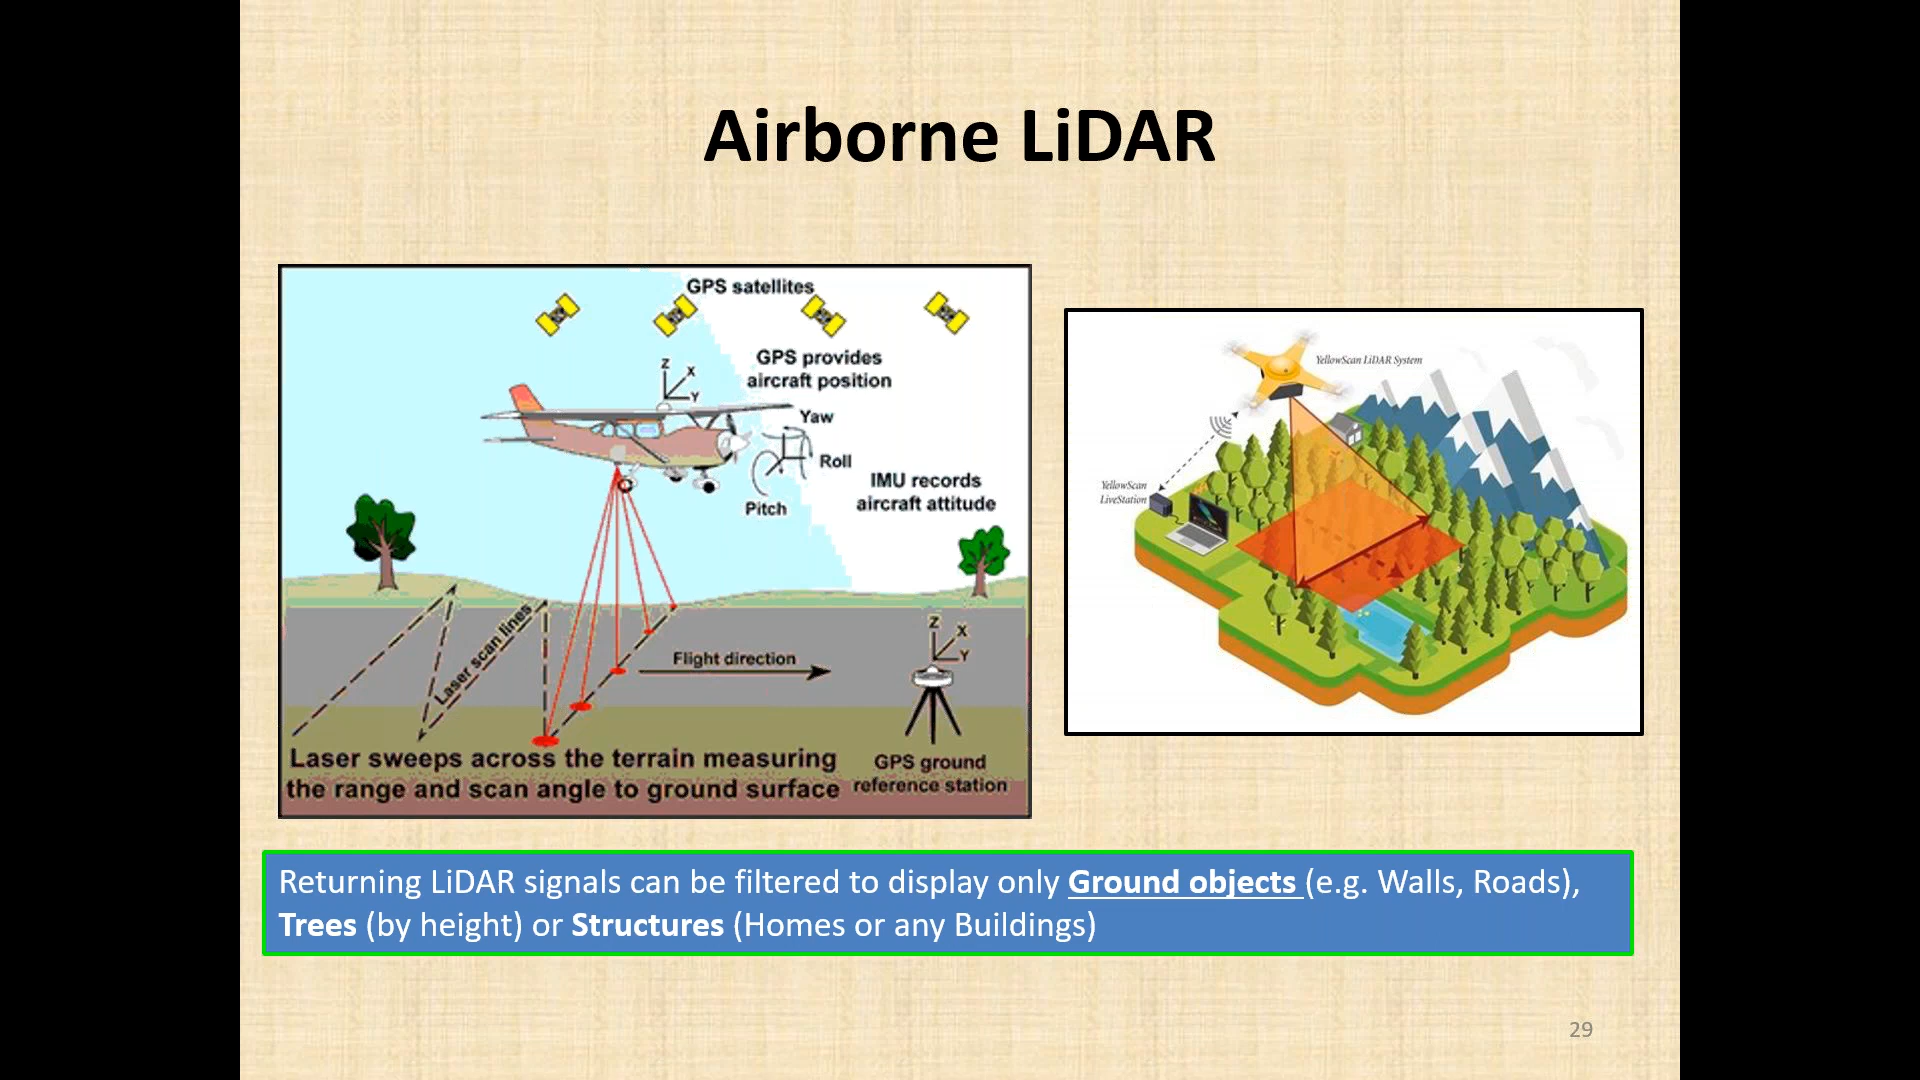 Airborne LiDAR
GPS satellites
GPS provides
aircraft position
Z
X
Y
Yaw
Roll
Pitch
IMU records
aircraft attitude
Laser scan lines
Flight direction
Z
X
Y
Laser sweeps across the terrain measuring
the range and scan angle to ground surface
GPS ground
reference station
YellowScan LiDAR System
YellowScan
LiveStation
Returning LiDAR signals can be filtered to display only Ground objects (e.g. Walls, Roads),
Trees (by height) or Structures (Homes or any Buildings)
29